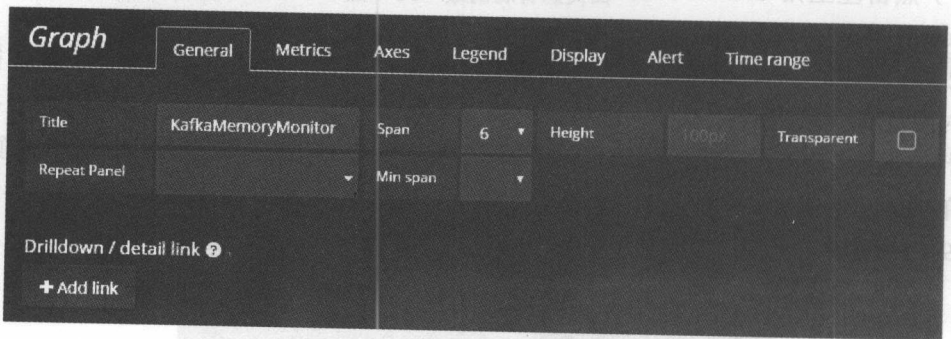 Graph General Metrics Axes Legend Display Alert Time range
Title KafkaMemoryMonitor Span 6 Height 100px Transparent
Repeat Panel Min span
Drilldown / detail link ?
+ Add link